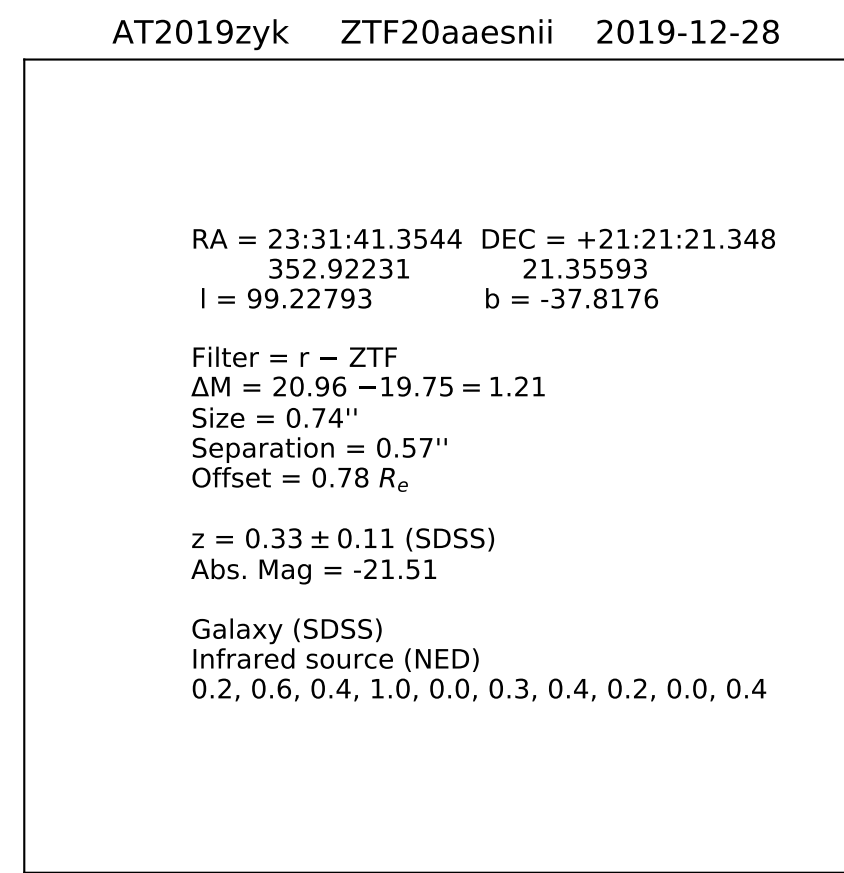 AT2019zyk ZTF20aaesnii 2019-12-28
RA = 23:31:41.3544 DEC = +21:21:21.348
352.92231 21.35593
l = 99.22793 b = -37.8176
Filter = r − ZTF
ΔM = 20.96 −19.75 = 1.21
Size = 0.74''
Separation = 0.57''
Offset = 0.78 Rₑ
z = 0.33 ± 0.11 (SDSS)
Abs. Mag = -21.51
Galaxy (SDSS)
Infrared source (NED)
0.2, 0.6, 0.4, 1.0, 0.0, 0.3, 0.4, 0.2, 0.0, 0.4